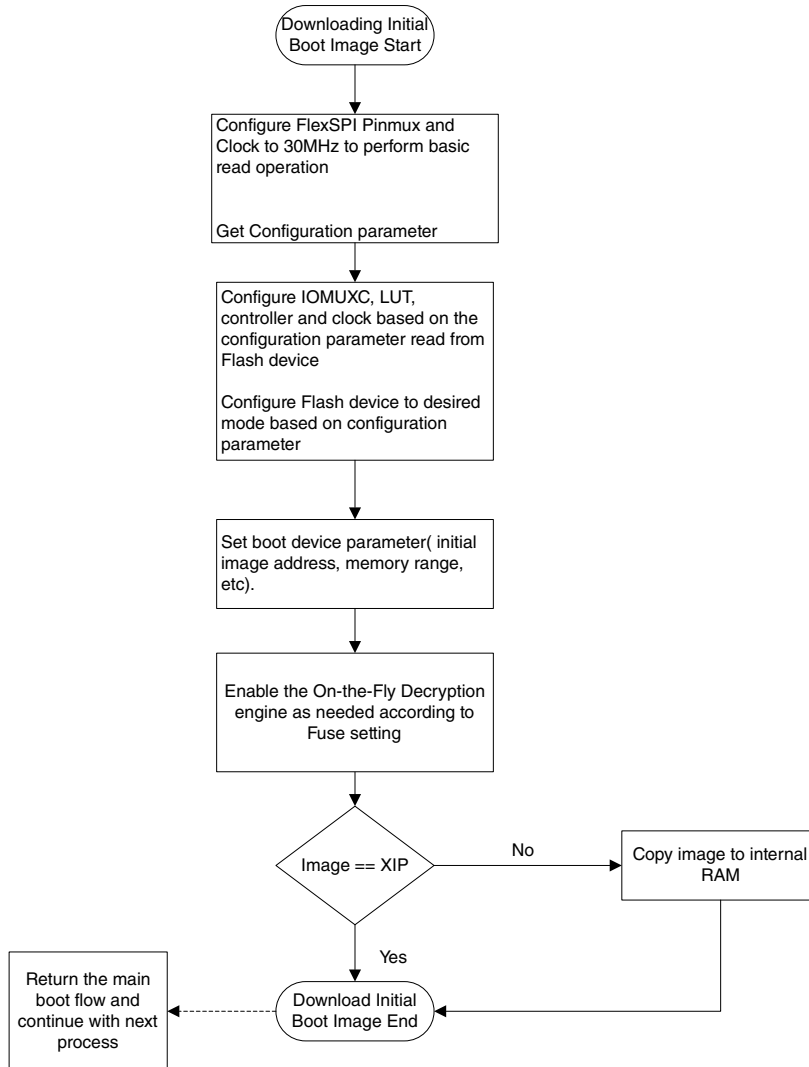 Downloading Initial
Boot Image Start
Configure FlexSPI Pinmux and
Clock to 30MHz to perform basic
read operation
Get Configuration parameter
Configure IOMUXC, LUT,
controller and clock based on the
configuration parameter read from
Flash device
Configure Flash device to desired
mode based on configuration
parameter
Set boot device parameter( initial
image address, memory range,
etc).
Enable the On-the-Fly Decryption
engine as needed according to
Fuse setting
Image == XIP
No
Copy image to internal
RAM
Yes
Download Initial
Boot Image End
Return the main
boot flow and
continue with next
process